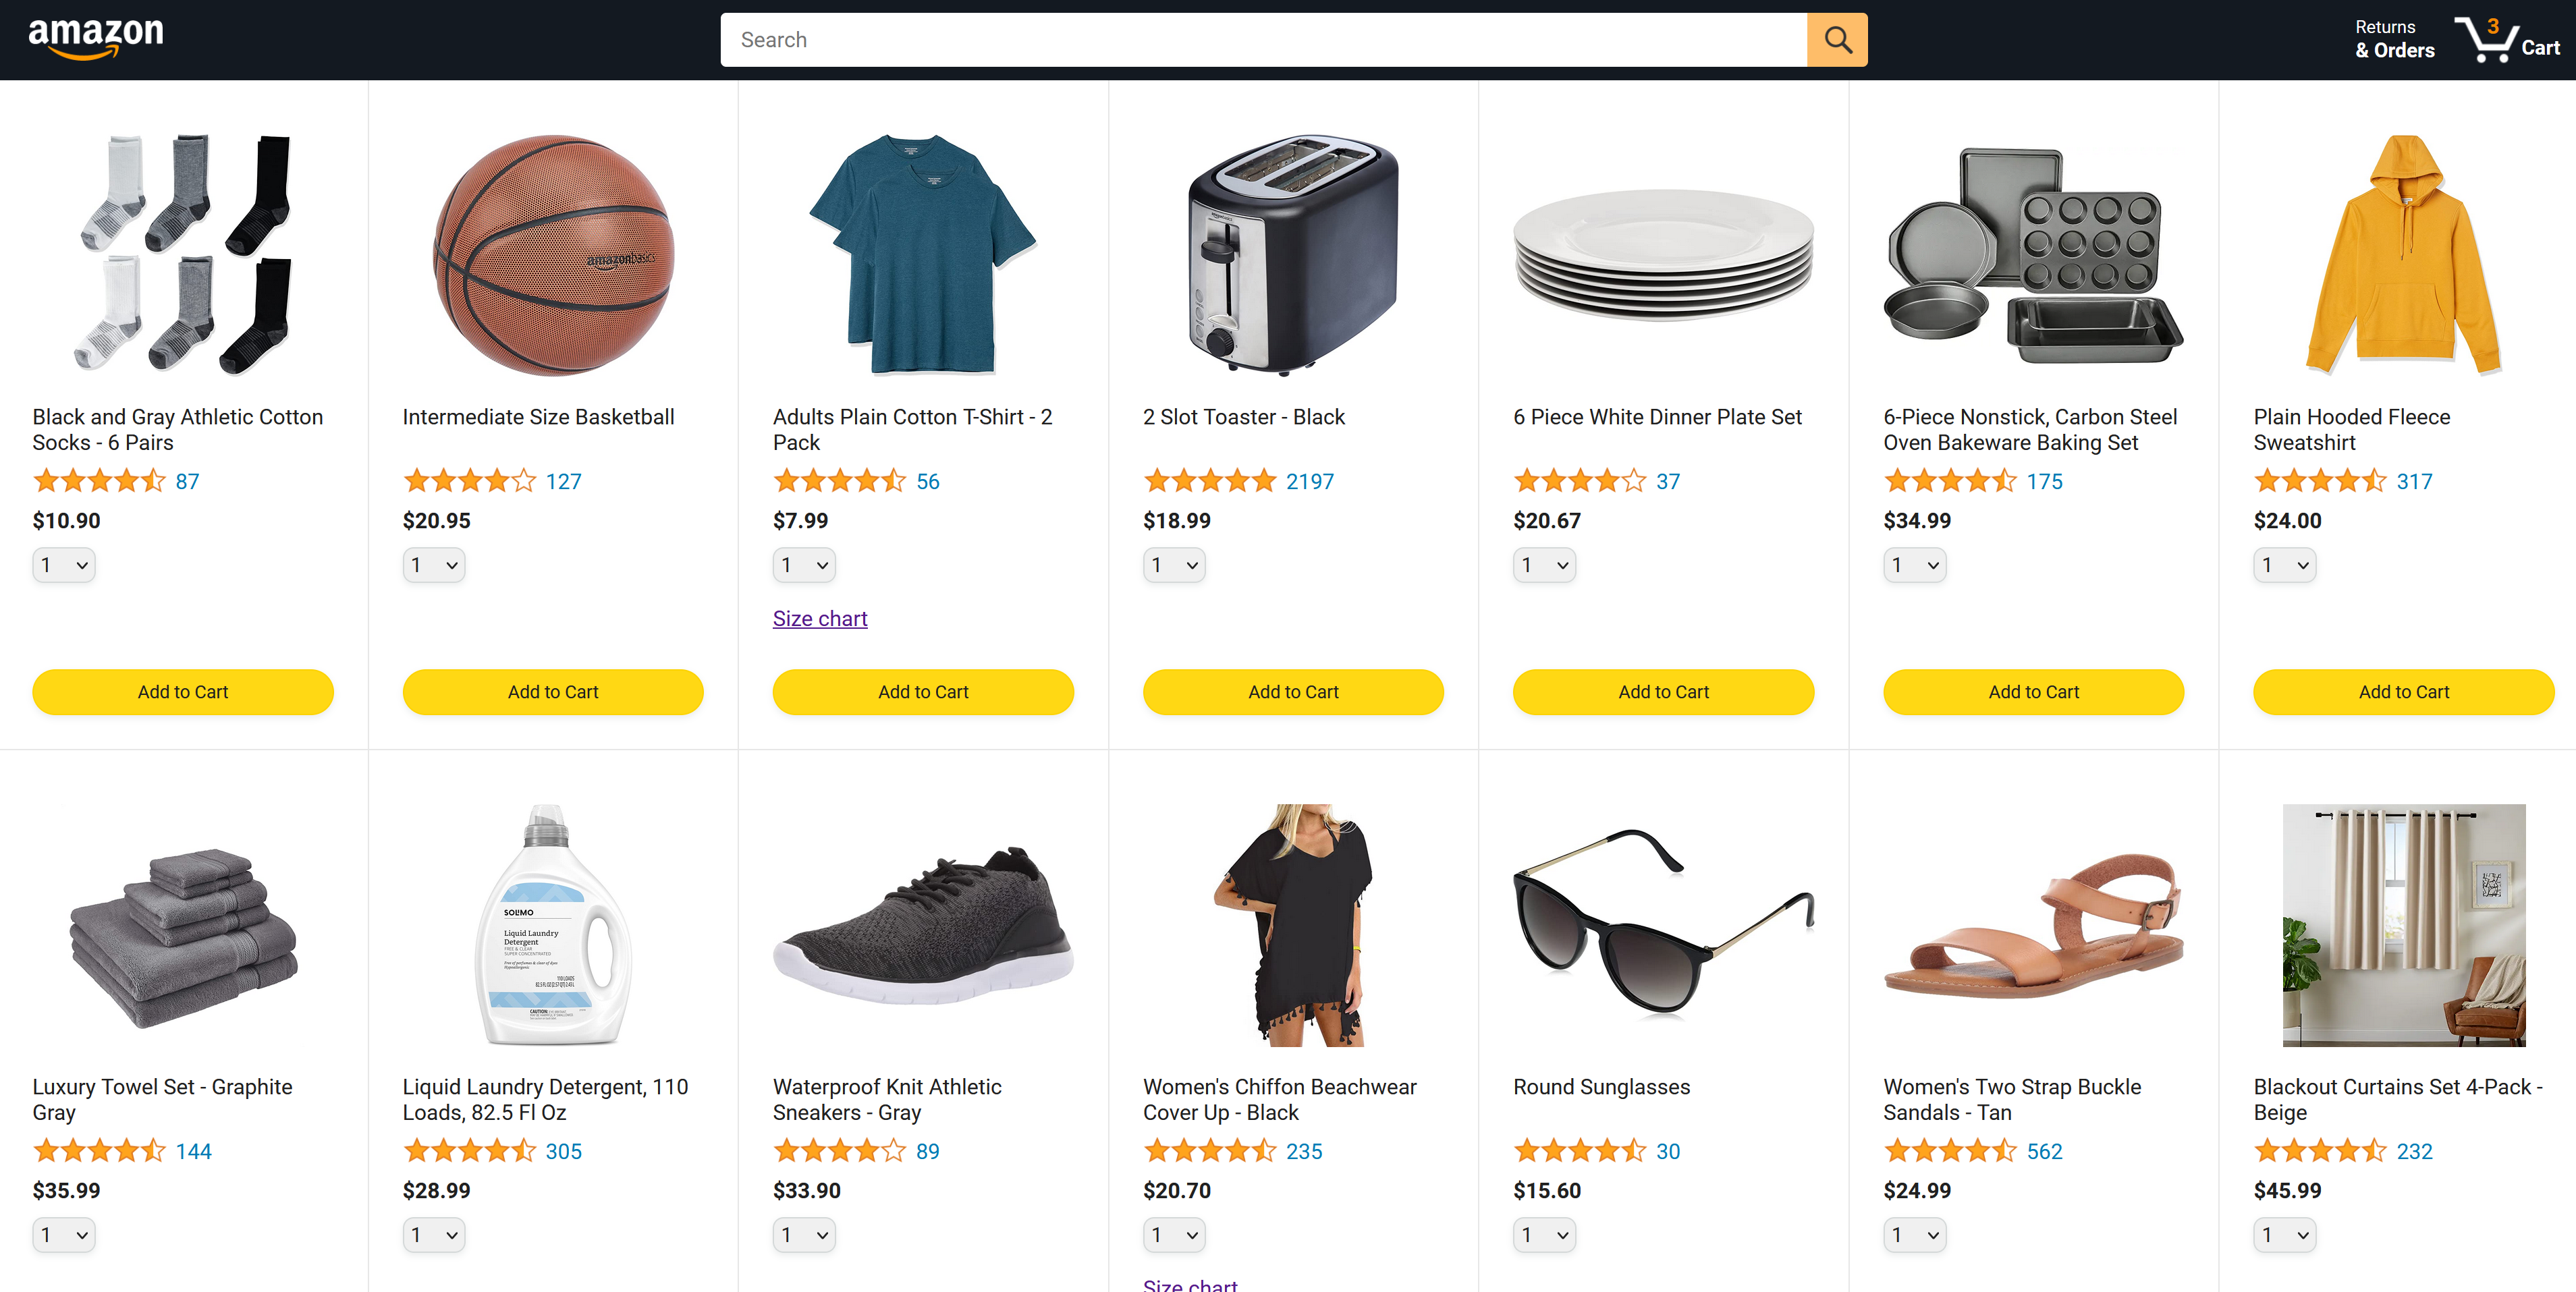 amazon
Search
Returns
& Orders
3
Cart
amazonbasics
Black and Gray Athletic Cotton
Socks - 6 Pairs
87
$10.90
1
Add to Cart
Intermediate Size Basketball
127
$20.95
1
Add to Cart
Adults Plain Cotton T-Shirt - 2
Pack
56
$7.99
1
Size chart
Add to Cart
2 Slot Toaster - Black
2197
$18.99
1
Add to Cart
6 Piece White Dinner Plate Set
37
$20.67
1
Add to Cart
6-Piece Nonstick, Carbon Steel
Oven Bakeware Baking Set
175
$34.99
1
Add to Cart
Plain Hooded Fleece
Sweatshirt
317
$24.00
1
Add to Cart
Luxury Towel Set - Graphite
Gray
144
$35.99
1
SOLIMO
Liquid Laundry
Detergent
FREE & CLEAR
SUPER CONCENTRATED
110 LOADS
Liquid Laundry Detergent, 110
Loads, 82.5 Fl Oz
305
$28.99
1
Waterproof Knit Athletic
Sneakers - Gray
89
$33.90
1
Women's Chiffon Beachwear
Cover Up - Black
235
$20.70
1
Size chart
Round Sunglasses
30
$15.60
1
Women's Two Strap Buckle
Sandals - Tan
562
$24.99
1
Blackout Curtains Set 4-Pack -
Beige
232
$45.99
1